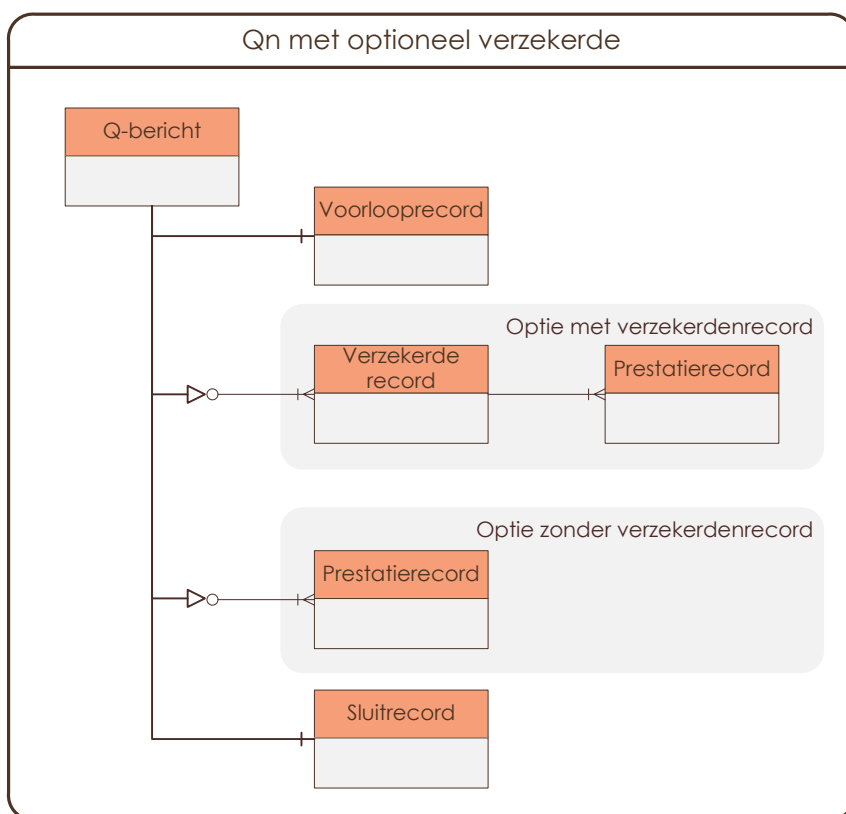 Qn met optioneel verzekerde
Q-bericht
Voorlooprecord
Optie met verzekerdenrecord
Verzekerde
record
Prestatierecord
Optie zonder verzekerdenrecord
Prestatierecord
Sluitrecord